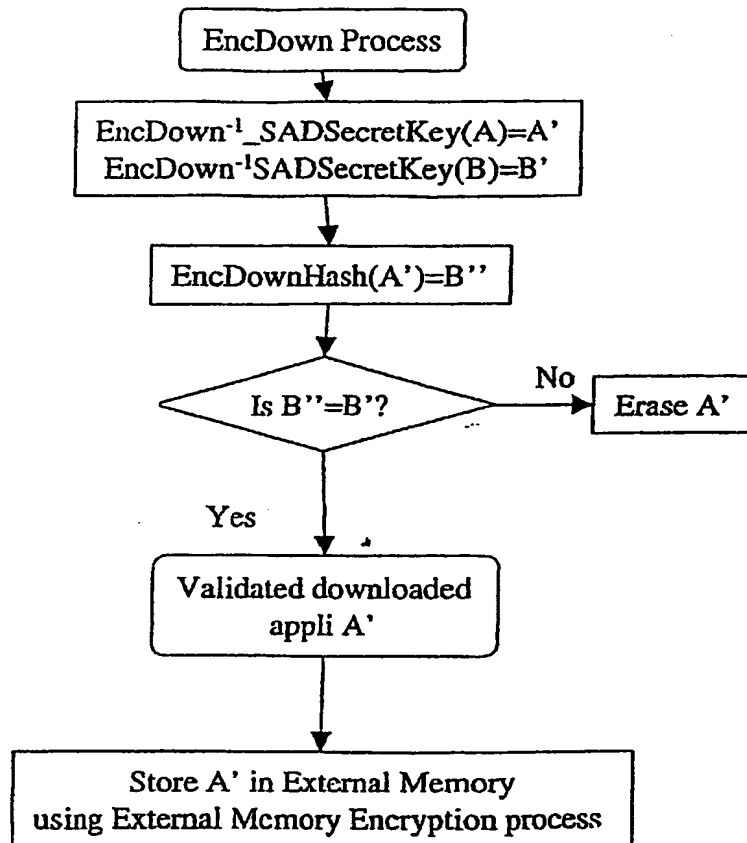 EncDown Process
EncDown⁻¹_SADSecretKey(A)=A’
EncDown⁻¹SADSecretKey(B)=B’
EncDownHash(A’)=B’’
Is B’’=B’?
No
Erase A’
Yes
Validated downloaded
appli A’
Store A’ in External Memory
using External Memory Encryption process